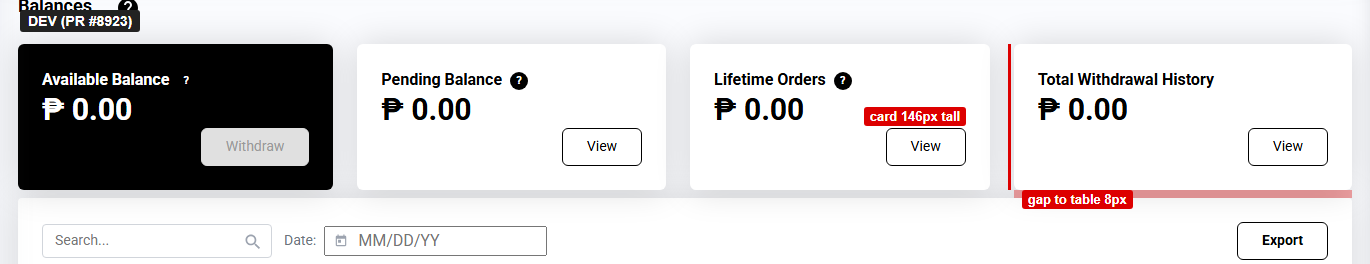 Balances ?
DEV (PR #8923)
Available Balance ?
₱ 0.00
Withdraw
Pending Balance ?
₱ 0.00
View
Lifetime Orders ?
₱ 0.00
card 146px tall
View
Total Withdrawal History
₱ 0.00
View
gap to table 8px
Search...
Date:
MM/DD/YY
Export